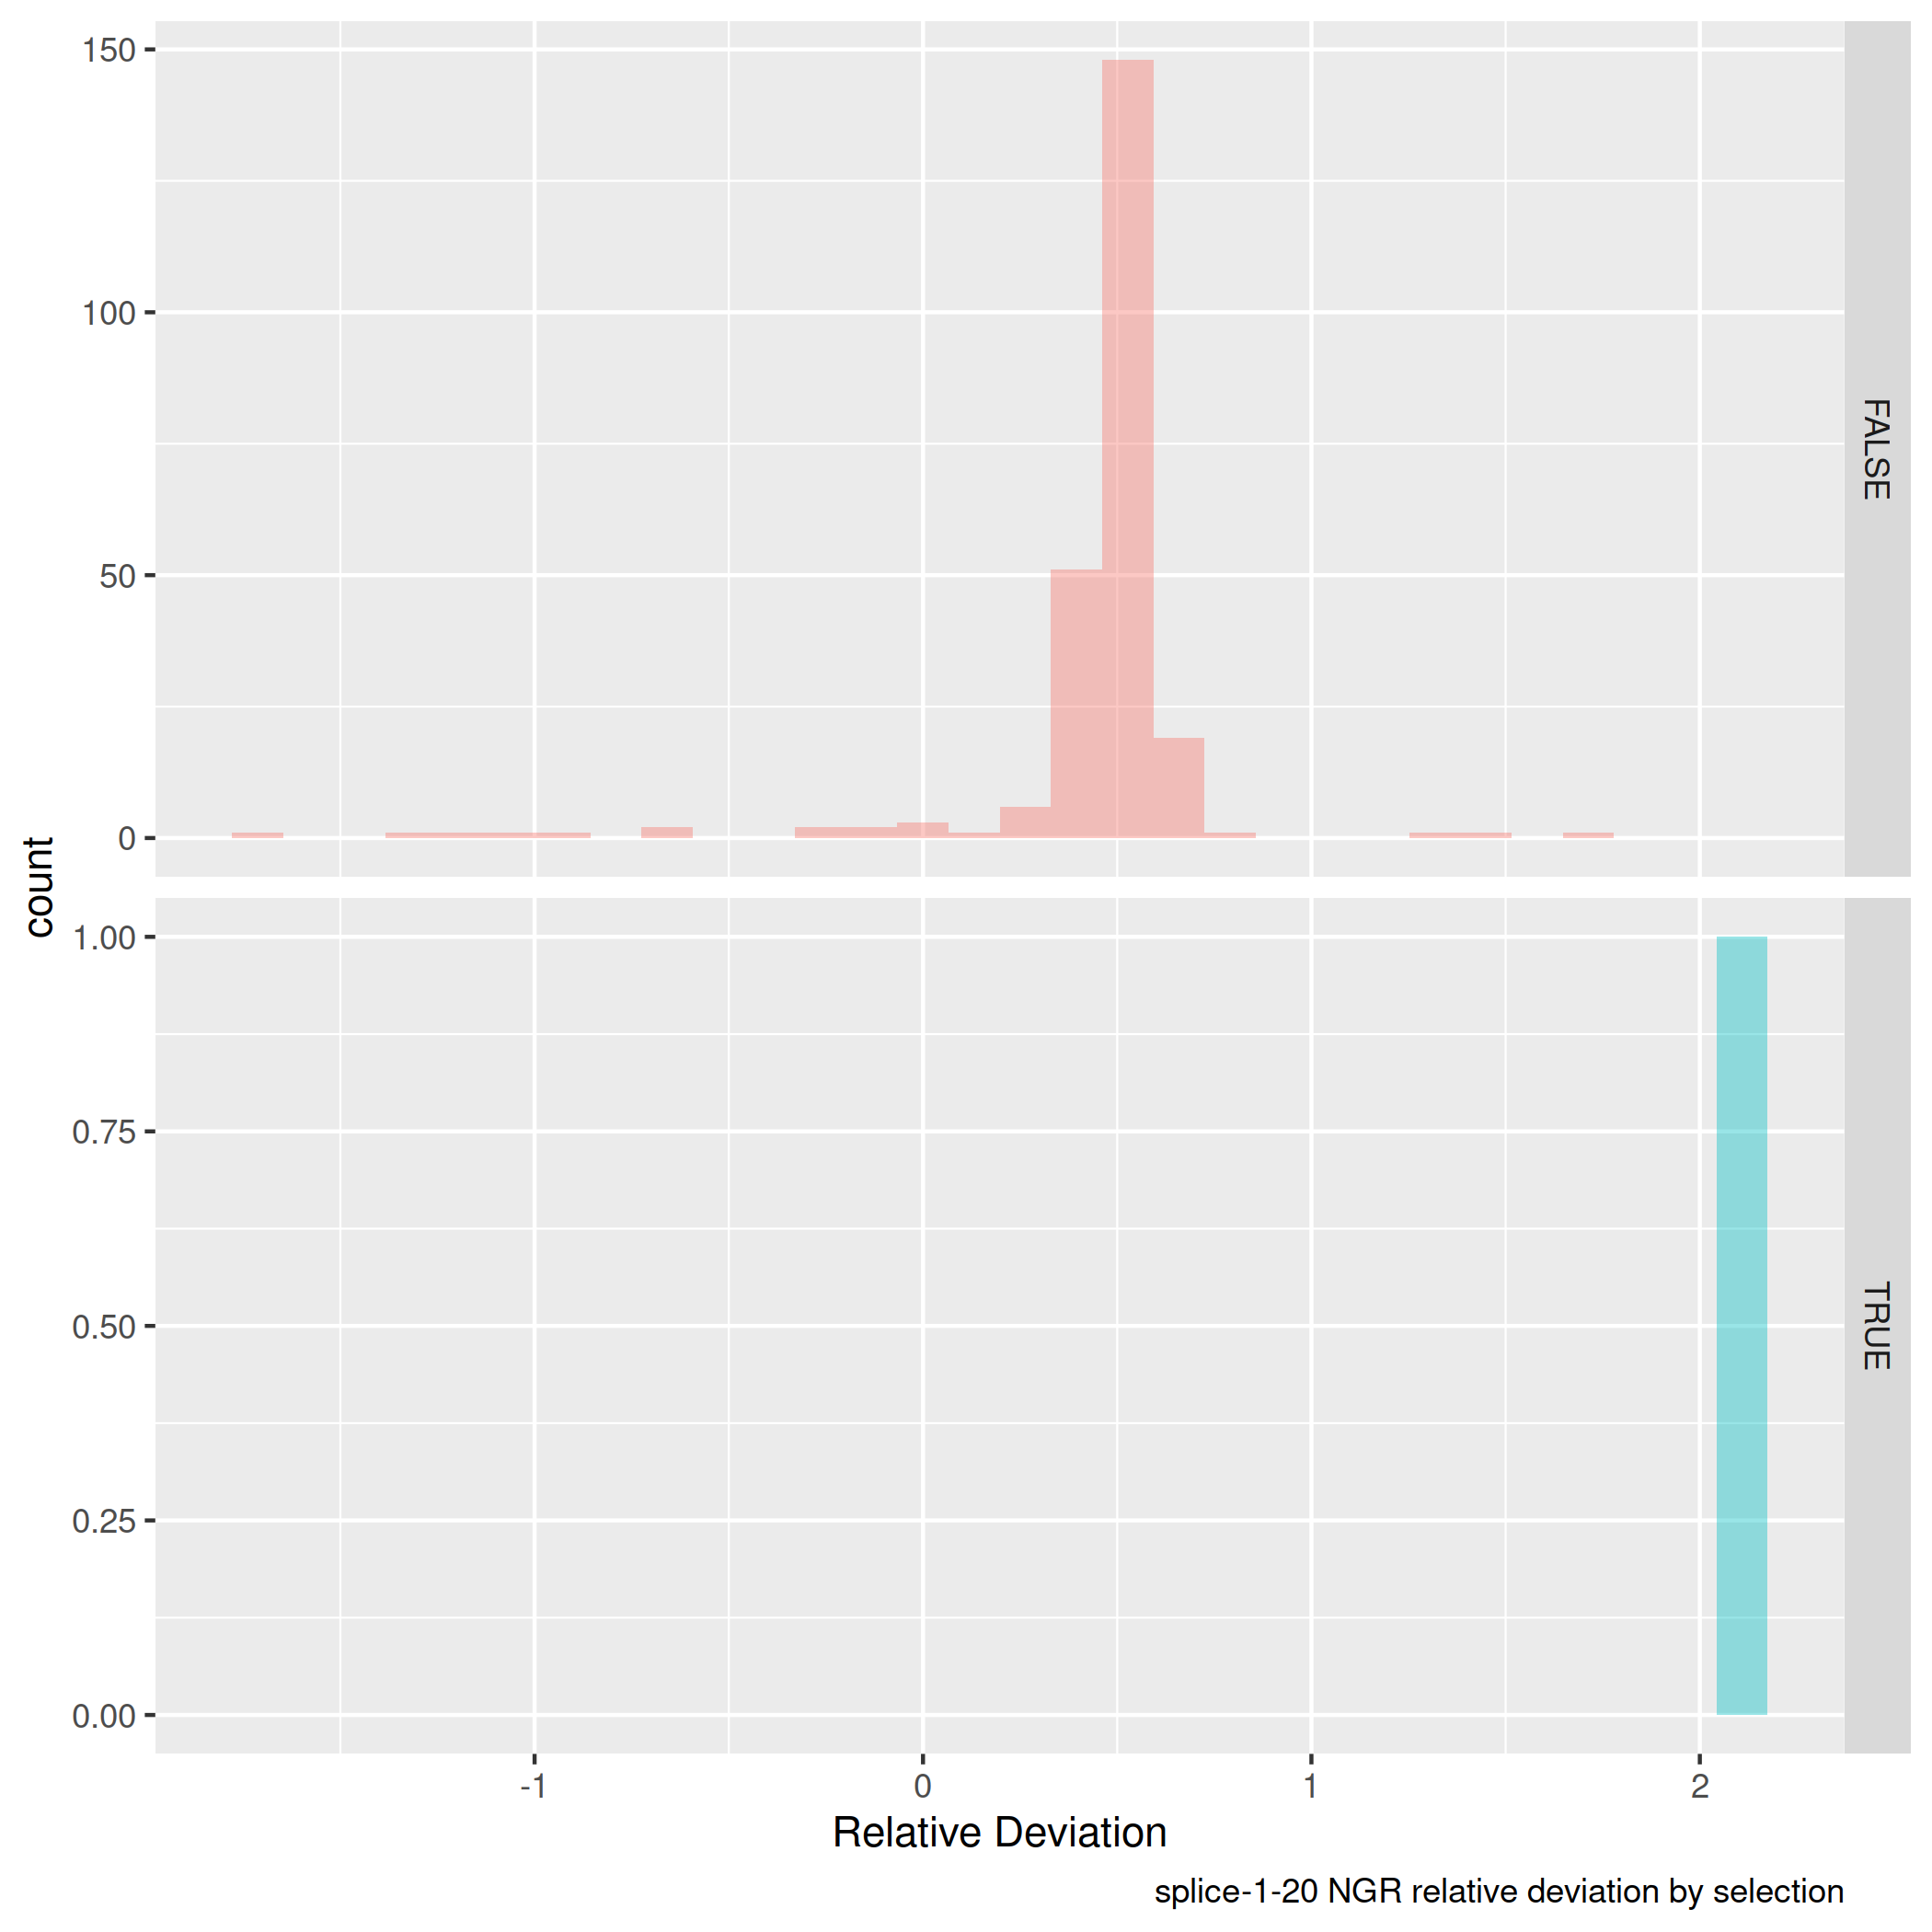 150
100
50
0
FALSE
count
1.00
0.75
0.50
0.25
0.00
TRUE
-1 0 1 2
Relative Deviation
splice-1-20 NGR relative deviation by selection